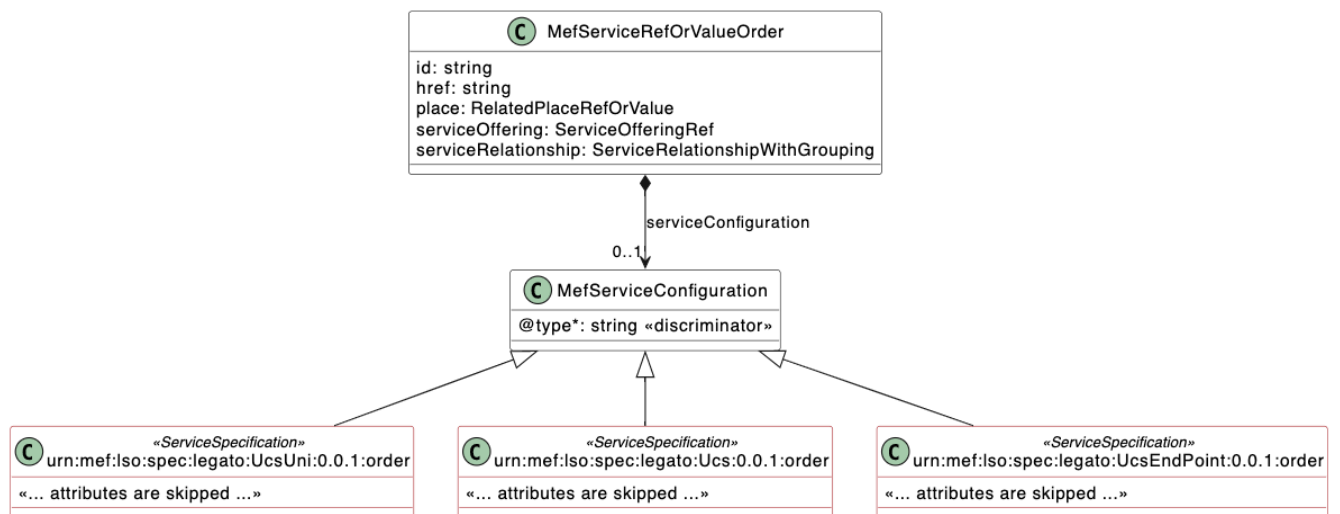 C MefServiceRefOrValueOrder
id: string
href: string
place: RelatedPlaceRefOrValue
serviceOffering: ServiceOfferingRef
serviceRelationship: ServiceRelationshipWithGrouping
serviceConfiguration
0..1
C MefServiceConfiguration
@type*: string «discriminator»
C «ServiceSpecification»
urn:mef:lso:spec:legato:UcsUni:0.0.1:order
«... attributes are skipped ...»
C «ServiceSpecification»
urn:mef:lso:spec:legato:Ucs:0.0.1:order
«... attributes are skipped ...»
C «ServiceSpecification»
urn:mef:lso:spec:legato:UcsEndPoint:0.0.1:order
«... attributes are skipped ...»